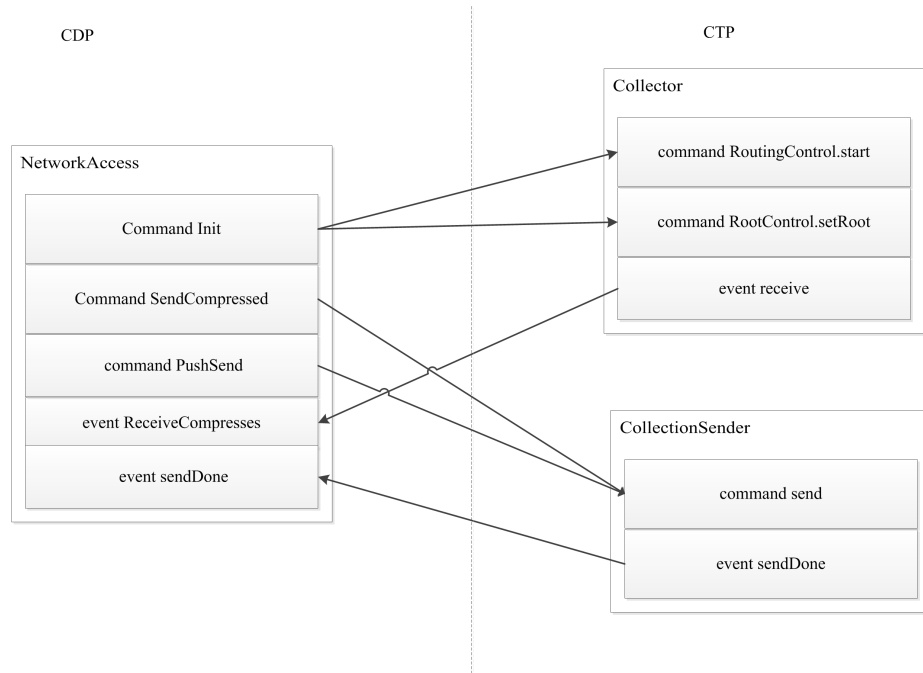 CDP
CTP
NetworkAccess
Command Init
Command SendCompressed
command PushSend
event ReceiveCompresses
event sendDone
Collector
command RoutingControl.start
command RootControl.setRoot
event receive
CollectionSender
command send
event sendDone